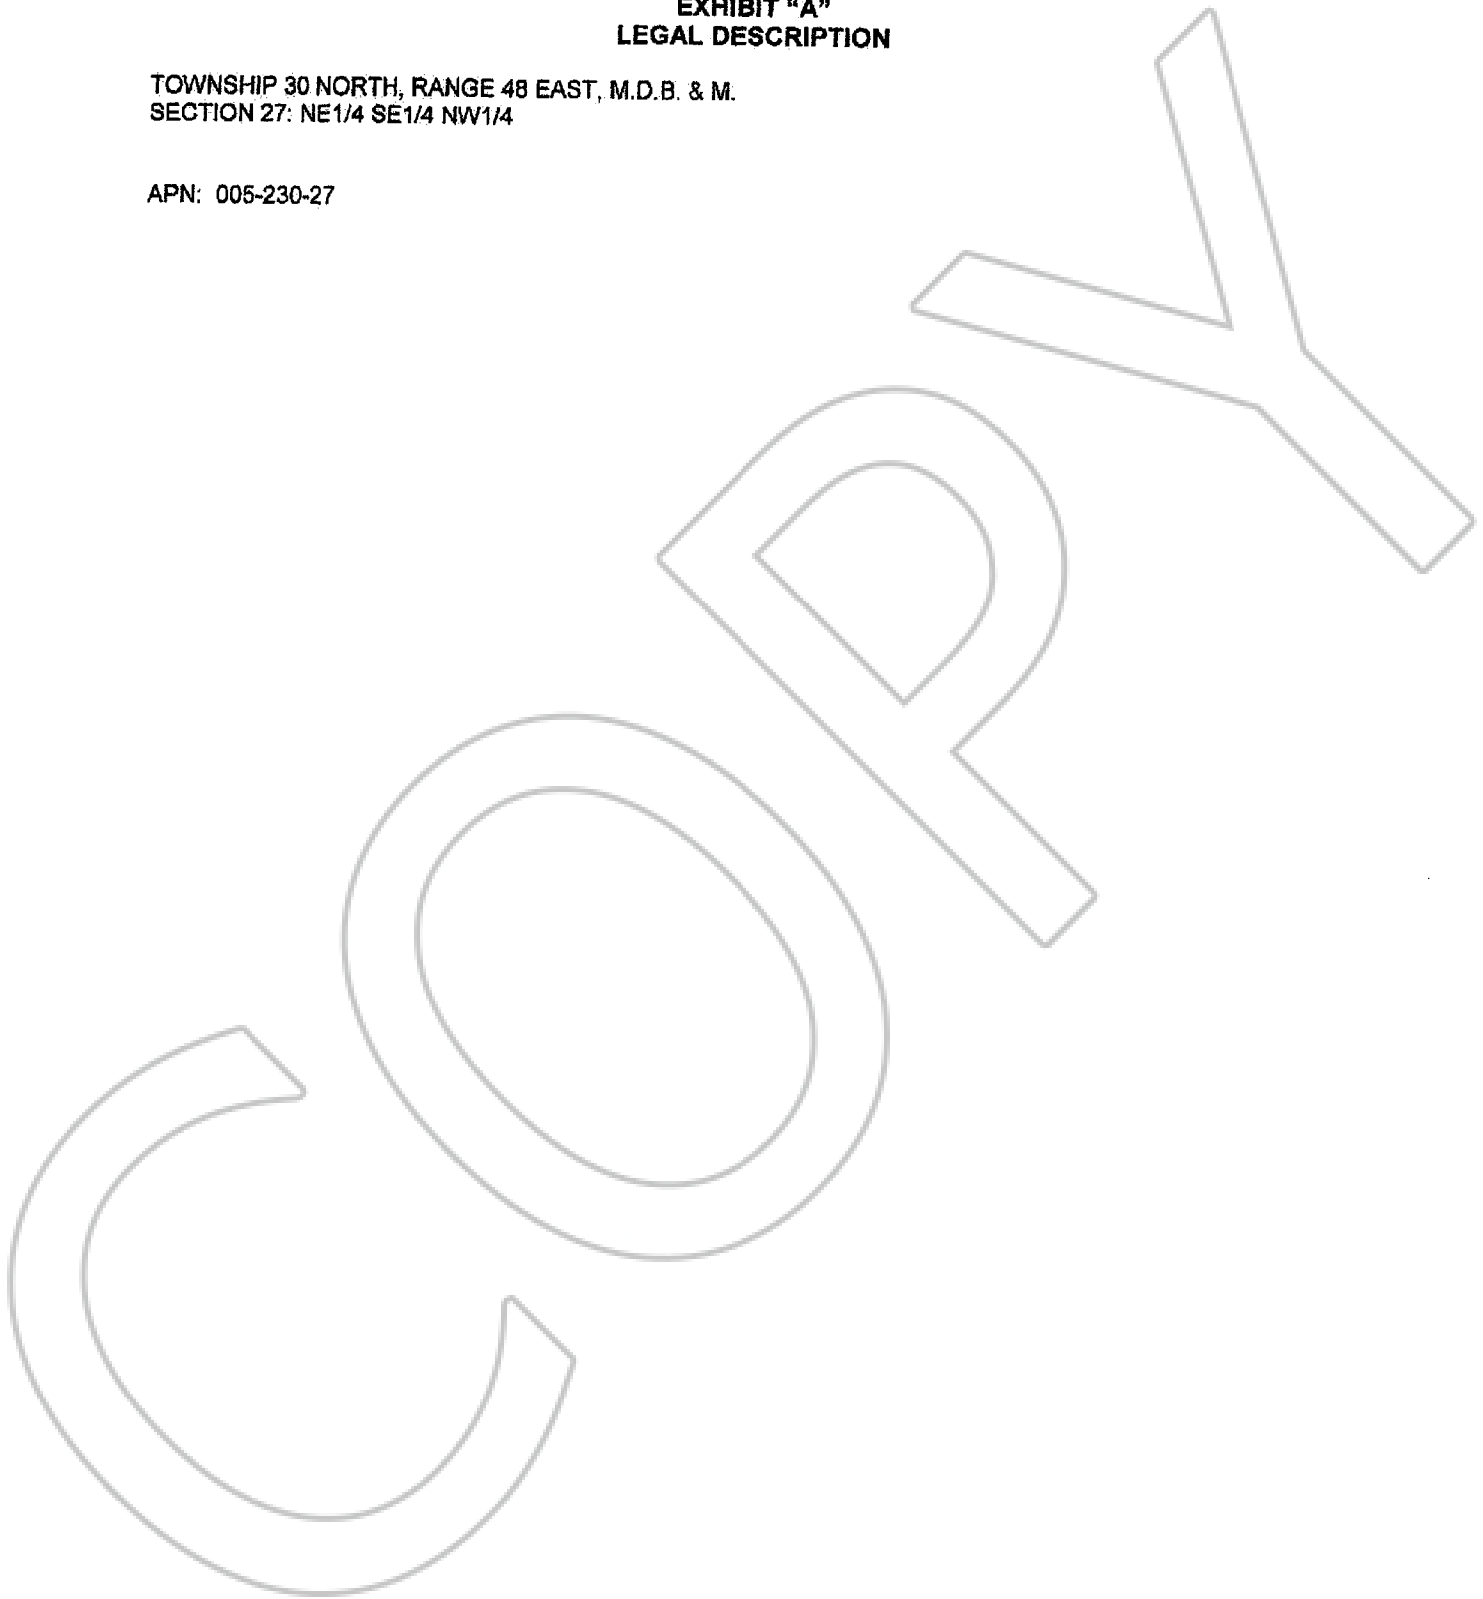 EXHIBIT “A”
LEGAL DESCRIPTION
TOWNSHIP 30 NORTH, RANGE 48 EAST, M.D.B. & M.
SECTION 27: NE1/4 SE1/4 NW1/4
APN: 005-230-27
COPY